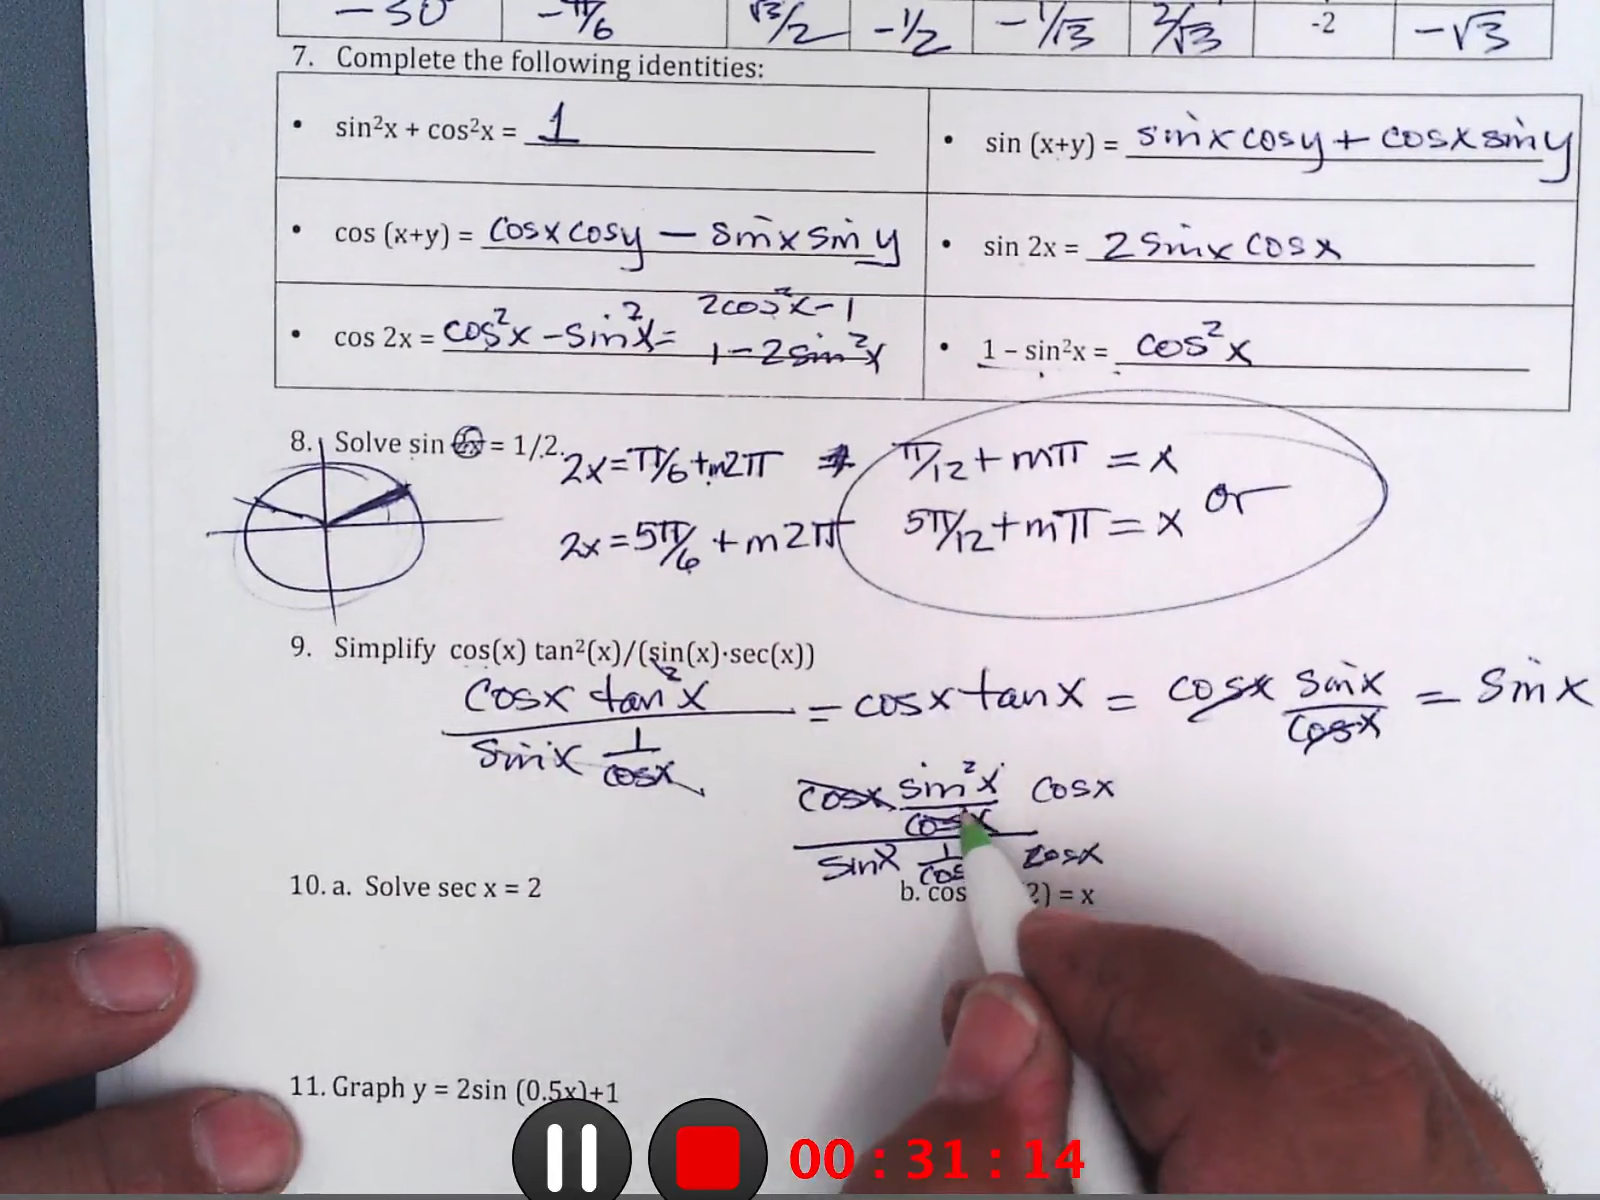 -30° -π/6 √3/2 -1/2 -1/√3 2/√3 -2 -√3
7. Complete the following identities:
• sin²x + cos²x = 1
• sin (x+y) = sinx cosy + cosx siny
• cos (x+y) = cosx cosy - sinx siny
• sin 2x = 2 sinx cosx
• cos 2x = cos²x - sin²x = 2cos²x - 1
1 - 2sin²x
• 1 – sin²x = cos²x
8. Solve sin 2x = 1/2.
2x = π/6 + m2π ⇒ π/12 + mπ = x
or
2x = 5π/6 + m2π 5π/12 + mπ = x
9. Simplify cos(x) tan²(x)/(sin(x)·sec(x))
cosx tan²x / sinx 1/cosx = cosx tanx = cosx sinx/cosx = sinx
cosx sin²x cosx
cosx
sinx 1/cos cosx
10. a. Solve sec x = 2
b. cos 2) = x
11. Graph y = 2sin (0.5x)+1
00 : 31 : 14